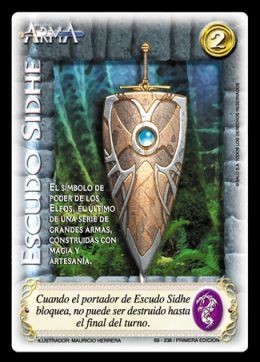 ARMA
2
ESCUDO SIDHE
EL SÍMBOLO DE
PODER DE LOS
ELFOS, EL ÚLTIMO
DE UNA SERIE DE
GRANDES ARMAS,
CONSTRUIDAS CON
MAGIA Y
ARTESANÍA.
Cuando el portador de Escudo Sidhe
bloquea, no puede ser destruido hasta
el final del turno.
ILUSTRADOR: MAURICIO HERRERA
69 - 236 / PRIMERA EDICIÓN